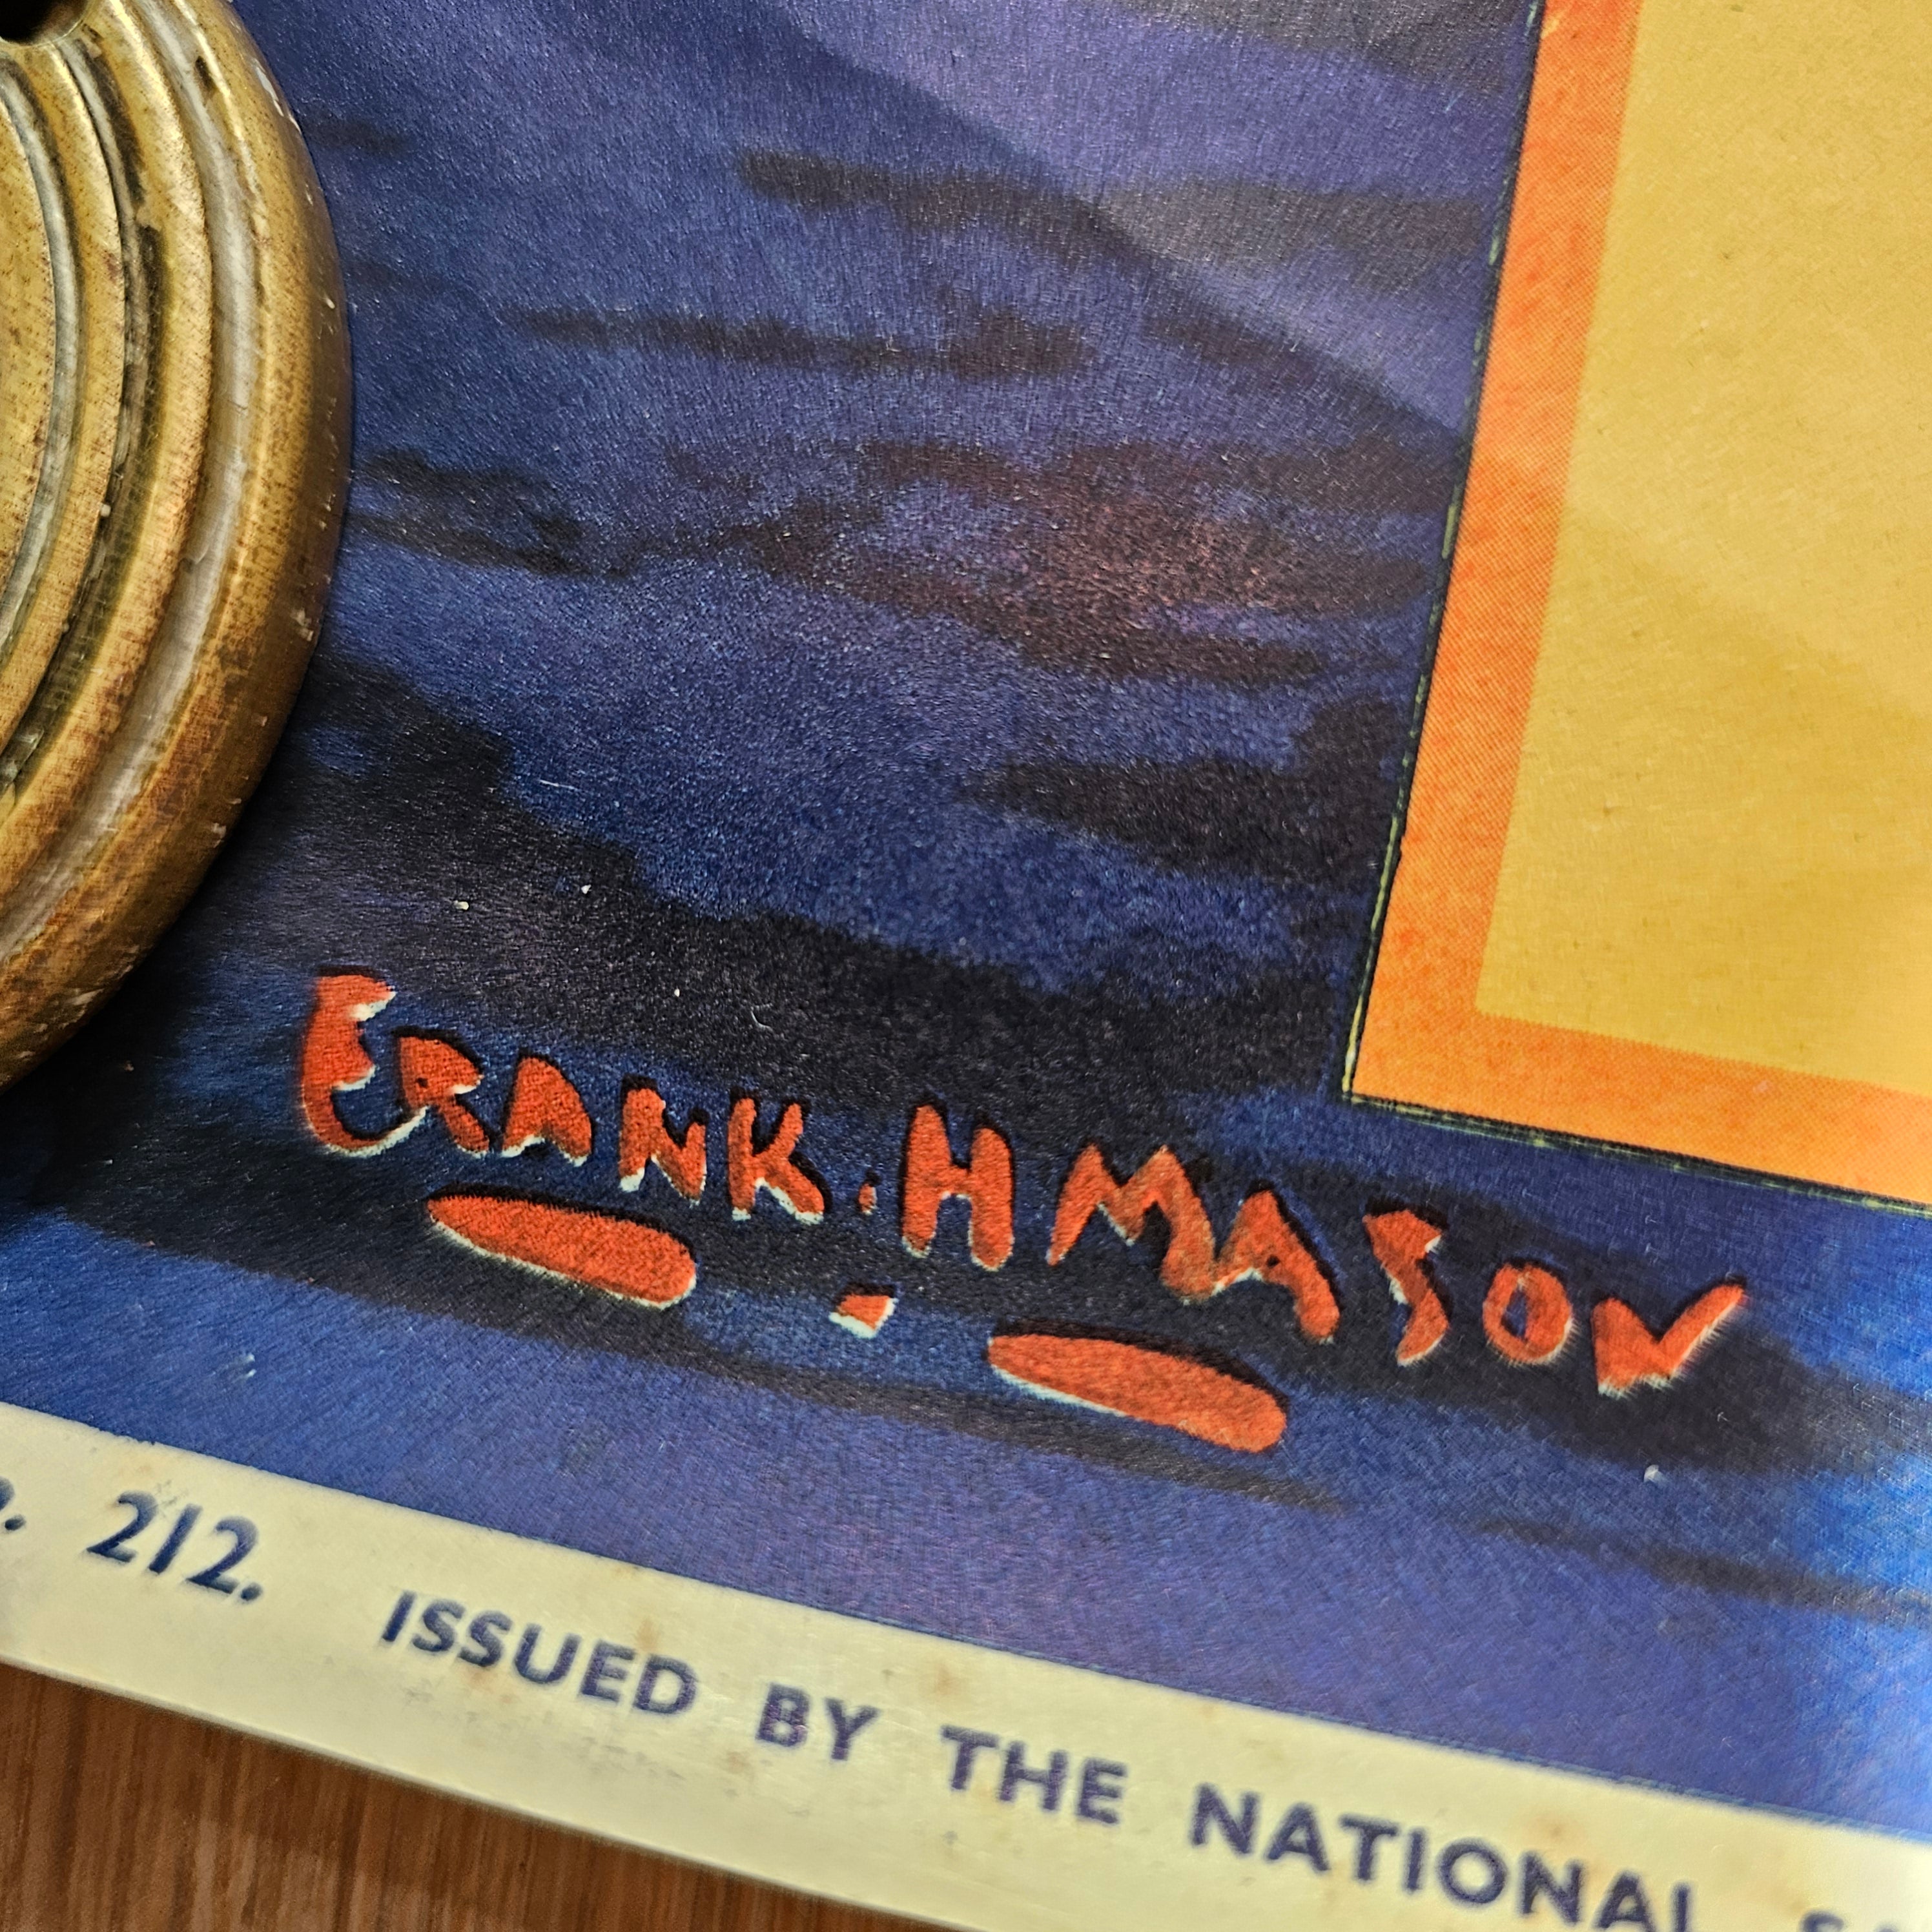 FRANK. H MASON
212. ISSUED BY THE NATIONAL